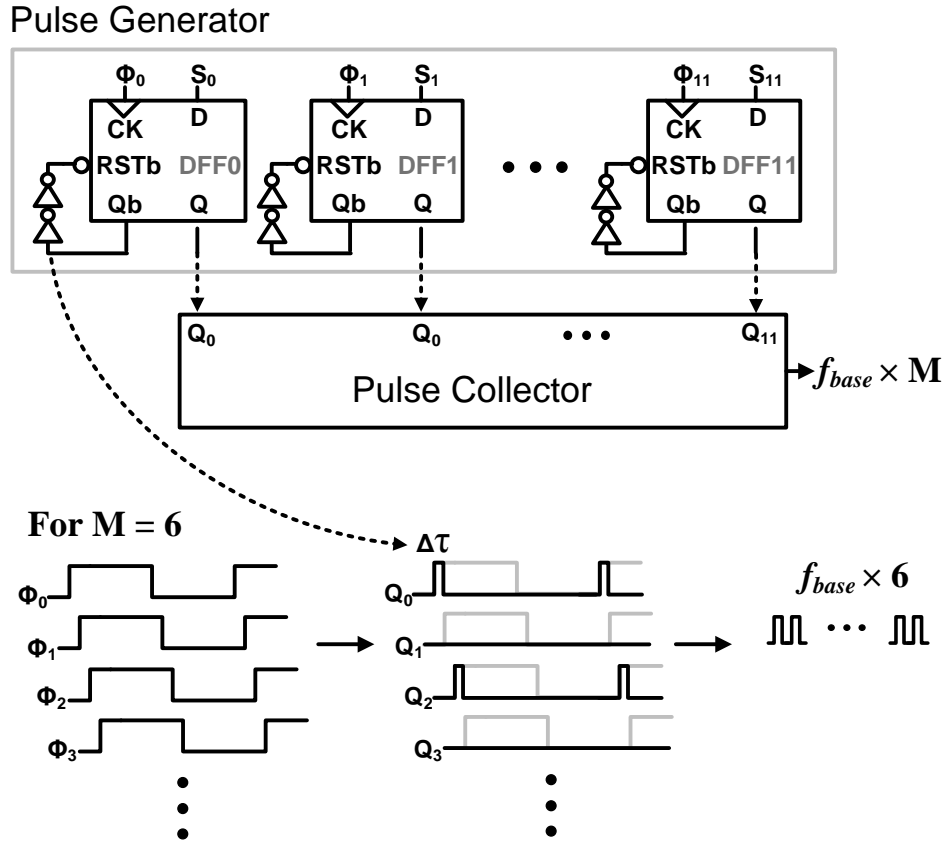 Pulse Generator
Φ0 S0 Φ1 S1 Φ11 S11
CK D CK D CK D
RSTb DFF0 RSTb DFF1 RSTb DFF11
Qb Q Qb Q Qb Q
Q0 Q0 Q11
Pulse Collector
fbase × M
For M = 6
Δτ
Φ0 Q0 fbase × 6
Φ1 Q1
Φ2 Q2
Φ3 Q3